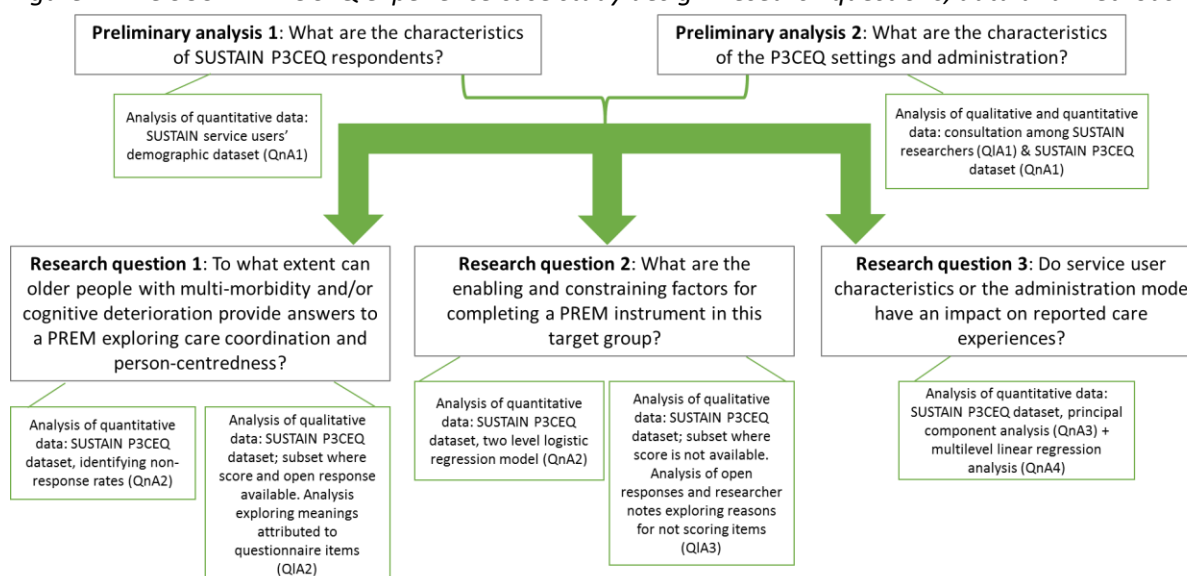 CEQ experience case study design: research questions, data and method
Preliminary analysis 1: What are the characteristics
of SUSTAIN P3CEQ respondents?
Preliminary analysis 2: What are the characteristics
of the P3CEQ settings and administration?
Analysis of quantitative data:
SUSTAIN service users’
demographic dataset (QnA1)
Analysis of qualitative and quantitative
data: consultation among SUSTAIN
researchers (QlA1) & SUSTAIN P3CEQ
dataset (QnA1)
Research question 1: To what extent can
older people with multi-morbidity and/or
cognitive deterioration provide answers to
a PREM exploring care coordination and
person-centredness?
Research question 2: What are the
enabling and constraining factors for
completing a PREM instrument in this
target group?
Research question 3: Do service user
characteristics or the administration mode
have an impact on reported care
experiences?
Analysis of quantitative
data: SUSTAIN P3CEQ
dataset, identifying non-
response rates (QnA2)
Analysis of qualitative
data: SUSTAIN P3CEQ
dataset; subset where
score and open response
available. Analysis
exploring meanings
attributed to
questionnaire items
(QlA2)
Analysis of quantitative
data: SUSTAIN P3CEQ
dataset, two level logistic
regression model (QnA2)
Analysis of qualitative
data: SUSTAIN P3CEQ
dataset; subset where
score is not available.
Analysis of open
responses and researcher
notes exploring reasons
for not scoring items
(QlA3)
Analysis of quantitative data:
SUSTAIN P3CEQ dataset, principal
component analysis (QnA3) +
multilevel linear regression
analysis (QnA4)